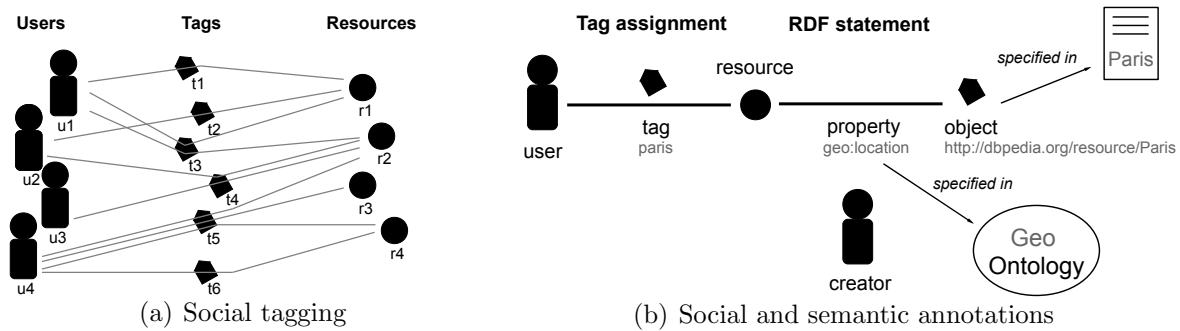 Users Tags Resources
t1
r1
u1
t2
t3
r2
u2
t4
r3
u3
t5
r4
u4
t6
(a) Social tagging
Tag assignment RDF statement
specified in
Paris
resource
tag property object
user
paris geo:location http://dbpedia.org/resource/Paris
specified in
Geo
Ontology
creator
(b) Social and semantic annotations